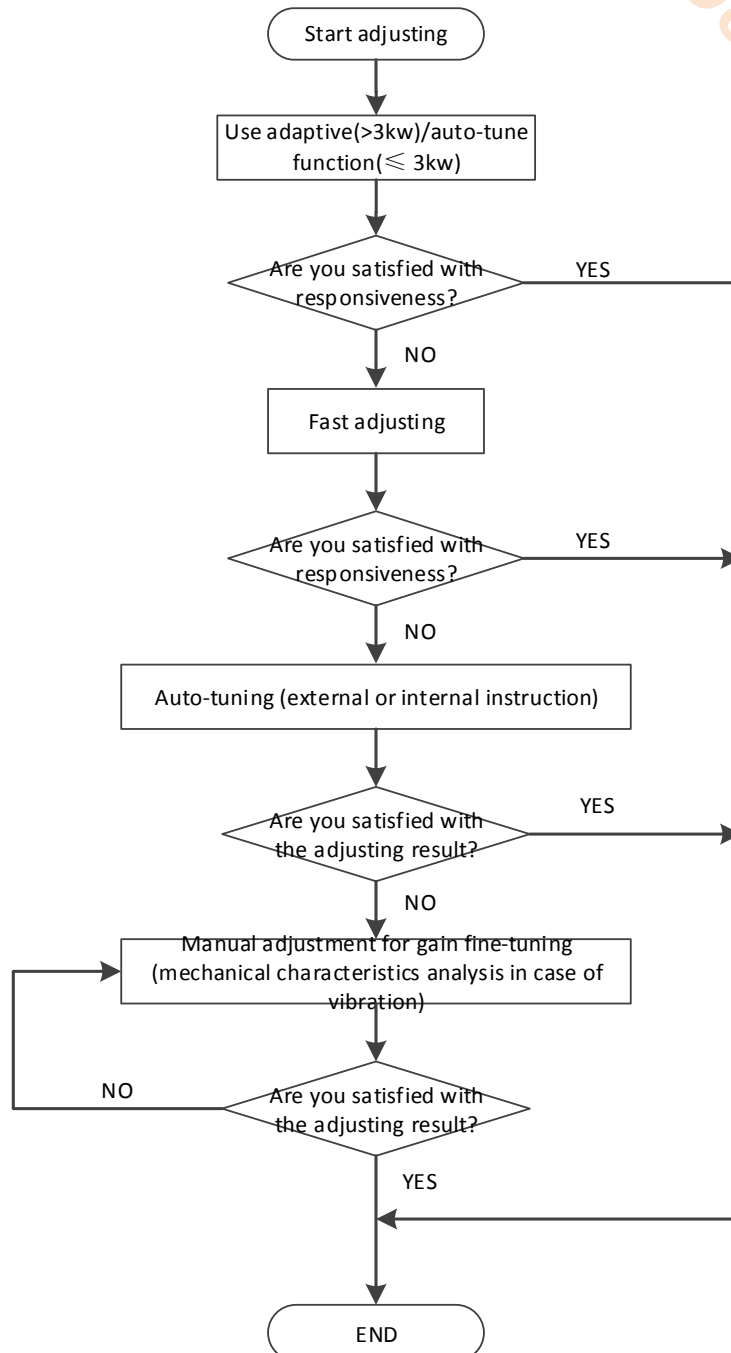 Start adjusting
Use adaptive(>3kw)/auto-tune
function(≤ 3kw)
Are you satisfied with
responsiveness?
YES
NO
Fast adjusting
Are you satisfied with
responsiveness?
YES
NO
Auto-tuning (external or internal instruction)
Are you satisfied with
the adjusting result?
YES
NO
Manual adjustment for gain fine-tuning
(mechanical characteristics analysis in case of
vibration)
Are you satisfied with
the adjusting result?
NO
YES
END